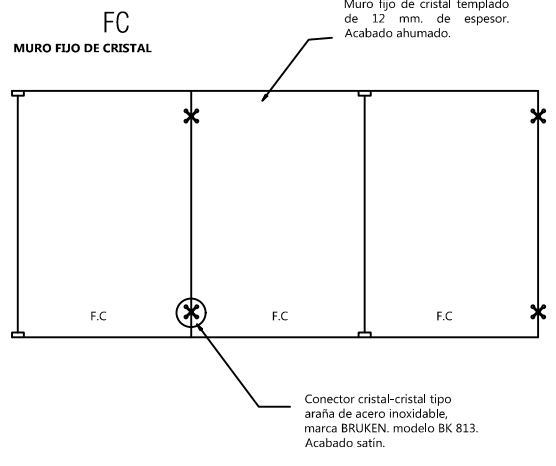 FC
MURO FIJO DE CRISTAL
Muro fijo de cristal templado
de 12 mm. de espesor.
Acabado ahumado.
F.C
F.C
F.C
Conector cristal-cristal tipo
araña de acero inoxidable,
marca BRUKEN. modelo BK 813.
Acabado satín.